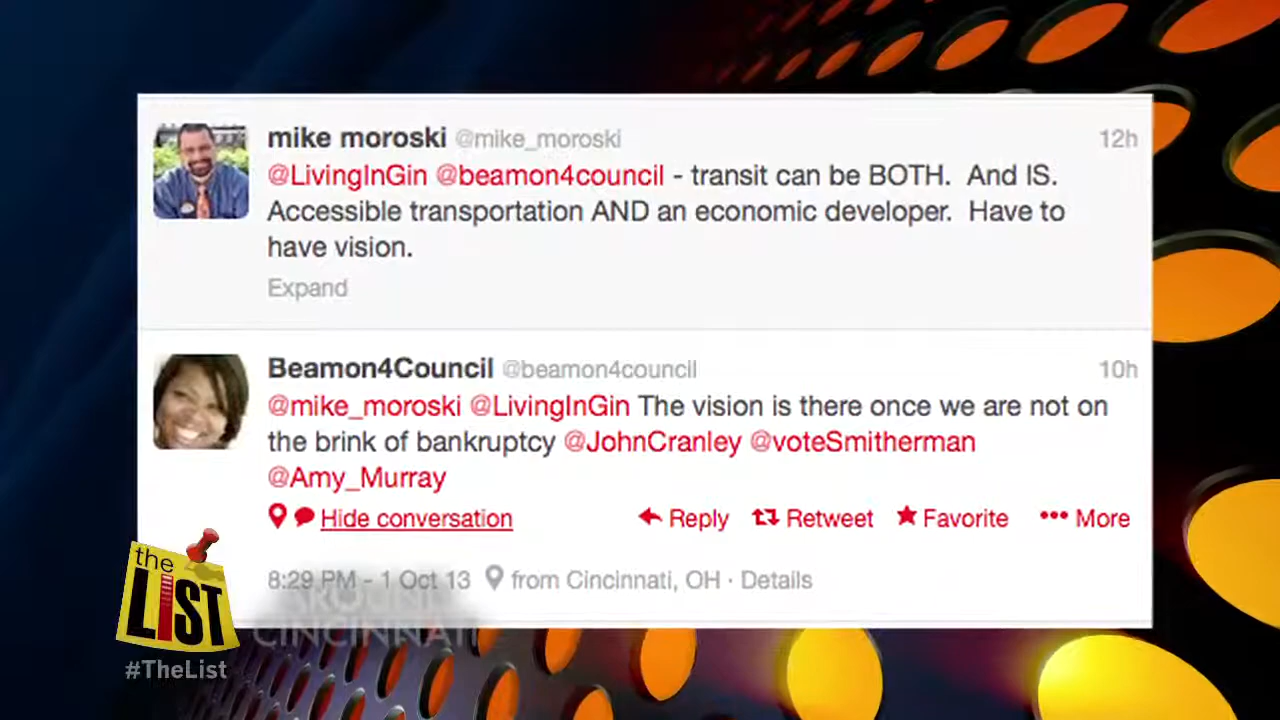 mike moroski @mike_moroski 12h
@LivingInGin @beamon4council - transit can be BOTH. And IS.
Accessible transportation AND an economic developer. Have to
have vision.
Expand
Beamon4Council @beamon4council 10h
@mike_moroski @LivingInGin The vision is there once we are not on
the brink of bankruptcy @JohnCranley @voteSmitherman
@Amy_Murray
Hide conversation Reply Retweet Favorite More
8:29 PM - 1 Oct 13 from Cincinnati, OH · Details
the
LiST
AROUND
CINCINNATI
#TheList